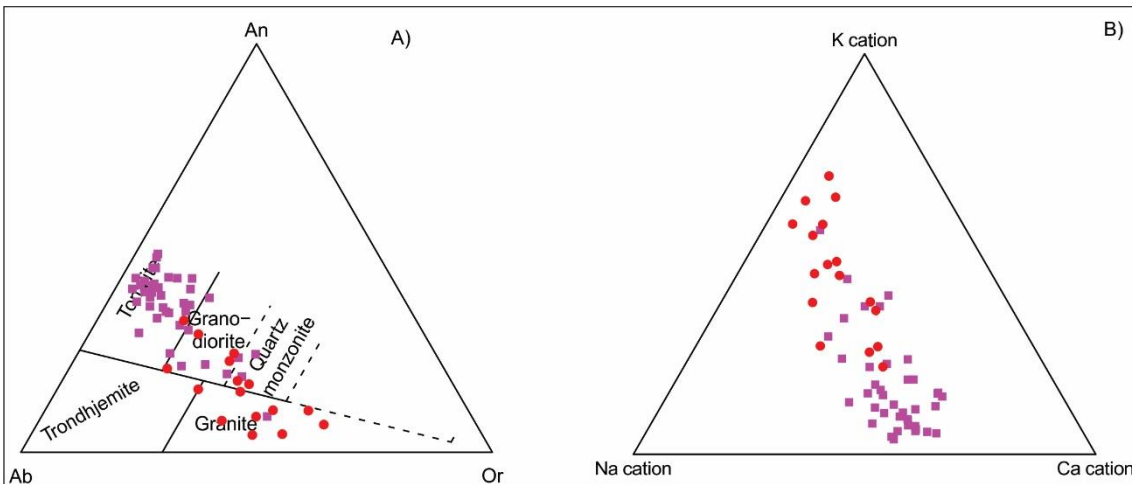 An
A)
Tonalite
Grano-
diorite
Quartz
monzonite
Trondhjemite
Granite
Ab
Or
K cation
B)
Na cation
Ca cation